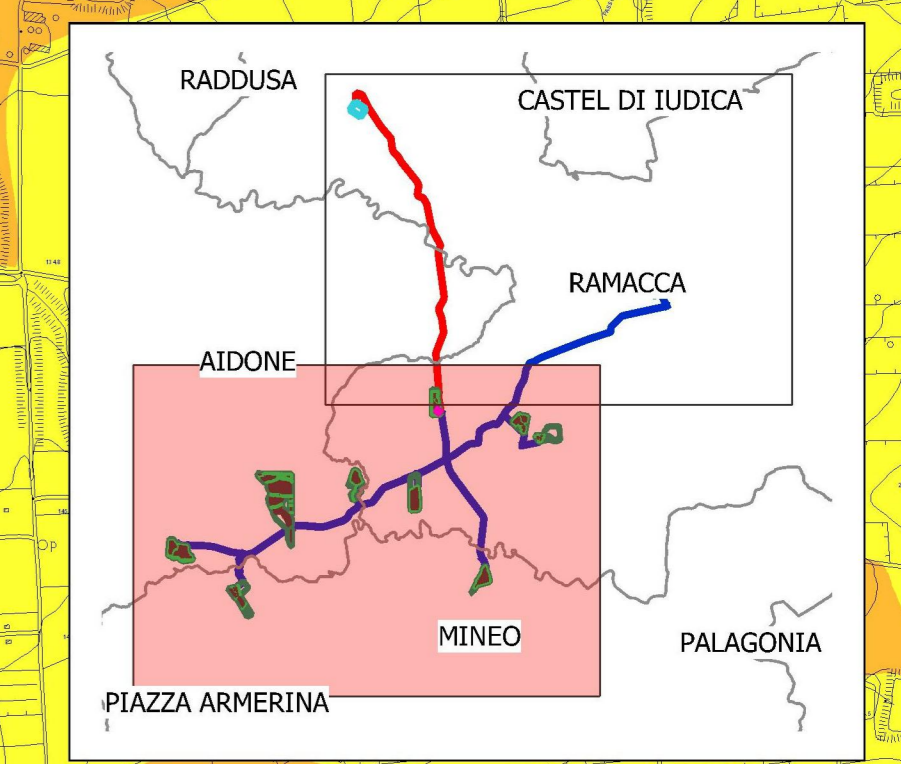 RADDUSA
CASTEL DI IUDICA
RAMACCA
AIDONE
MINEO
PALAGONIA
PIAZZA ARMERINA